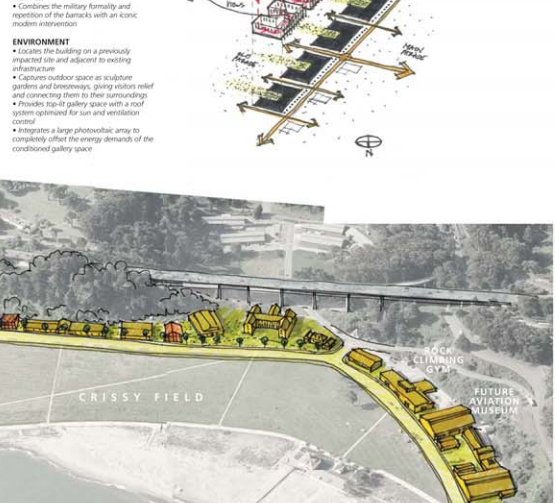 • Combines the military formality and
repetition of the barracks with an iconic
modern intervention
ENVIRONMENT
• Locates the building on a previously
impacted site and adjacent to existing
infrastructure
• Captures outdoor space as sculpture
gardens and breezeways, giving visitors relief
and connecting them to their surroundings
• Provides top-lit gallery space with a roof
system optimized for sun and ventilation
control
• Integrates a large photovoltaic array to
completely offset the energy demands of the
conditioned gallery space
VIEWS
MAIN
PARADE
N
ROCK
CLIMBING
GYM
FUTURE
AVIATION
MUSEUM
CRISSY FIELD